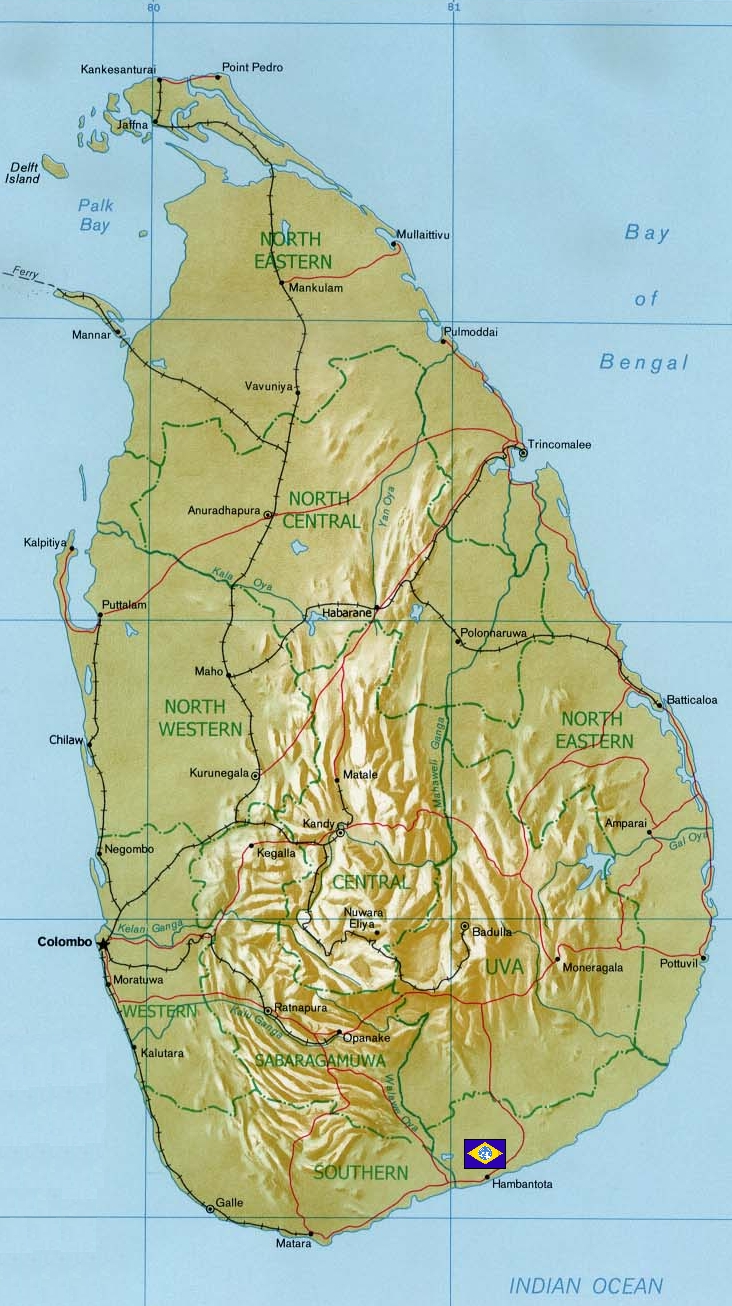 80
81
Kankesanturai
Point Pedro
Jaffna
Delft
Island
Palk
Bay
NORTH
EASTERN
Mullaittivu
Bay
of
Bengal
Ferry
Mankulam
Mannar
Pulmoddai
Vavuniya
Trincomalee
Anuradhapura
NORTH
CENTRAL
Yan Oya
Kalpitiya
Kala Oya
Puttalam
Habarane
Polonnaruwa
Maho
Batticaloa
NORTH
WESTERN
NORTH
EASTERN
Chilaw
Mahaweli Ganga
Kurunegala
Matale
Kandy
Amparai
Gal Oya
Negombo
Kegalla
CENTRAL
Nuwara
Eliya
Kelan Ganga
Badulla
Colombo
UVA
Moneragala
Pottuvil
Moratuwa
WESTERN
Ratnapura
Kalu Ganga
Opanake
Kalutara
SABARAGAMUWA
Walawe Oya
SOUTHERN
Hambantota
Galle
Matara
INDIAN OCEAN